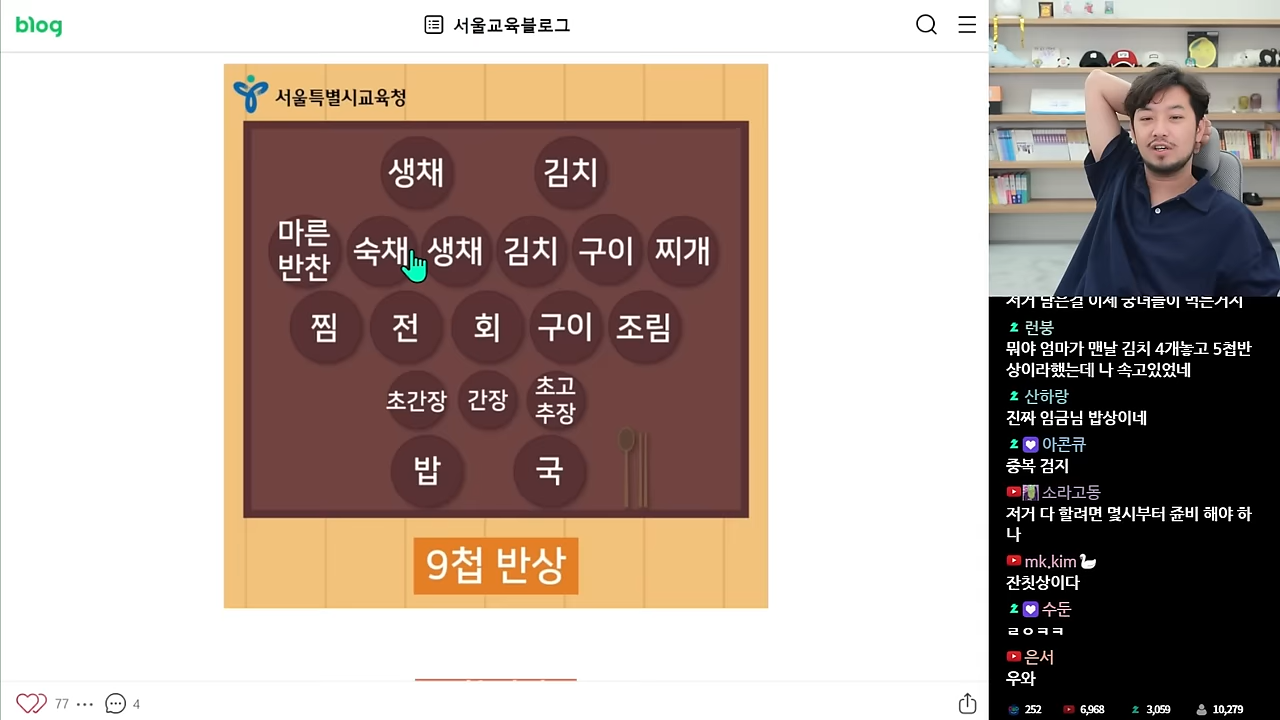 blog
서울교육블로그
서울특별시교육청
생채 김치
마른
반찬
숙채 생채 김치 구이 찌개
찜 전 회 구이 조림
초간장 간장
초고
추장
밥 국
9첩 반상
77
4
저거 남은걸 이제 궁녀들이 먹는거지
런붕
뭐야 엄마가 맨날 김치 4개놓고 5첩반
상이라했는데 나 속고있었네
산하랑
진짜 임금님 밥상이네
아콘큐
중복 검지
소라고동
저거 다 할려면 몇시부터 쥰비 해야 하
나
mk.kim
잔칫상이다
수둔
ㄹㅇㅋㅋ
은서
우와
252 6,968 3,059 10,279